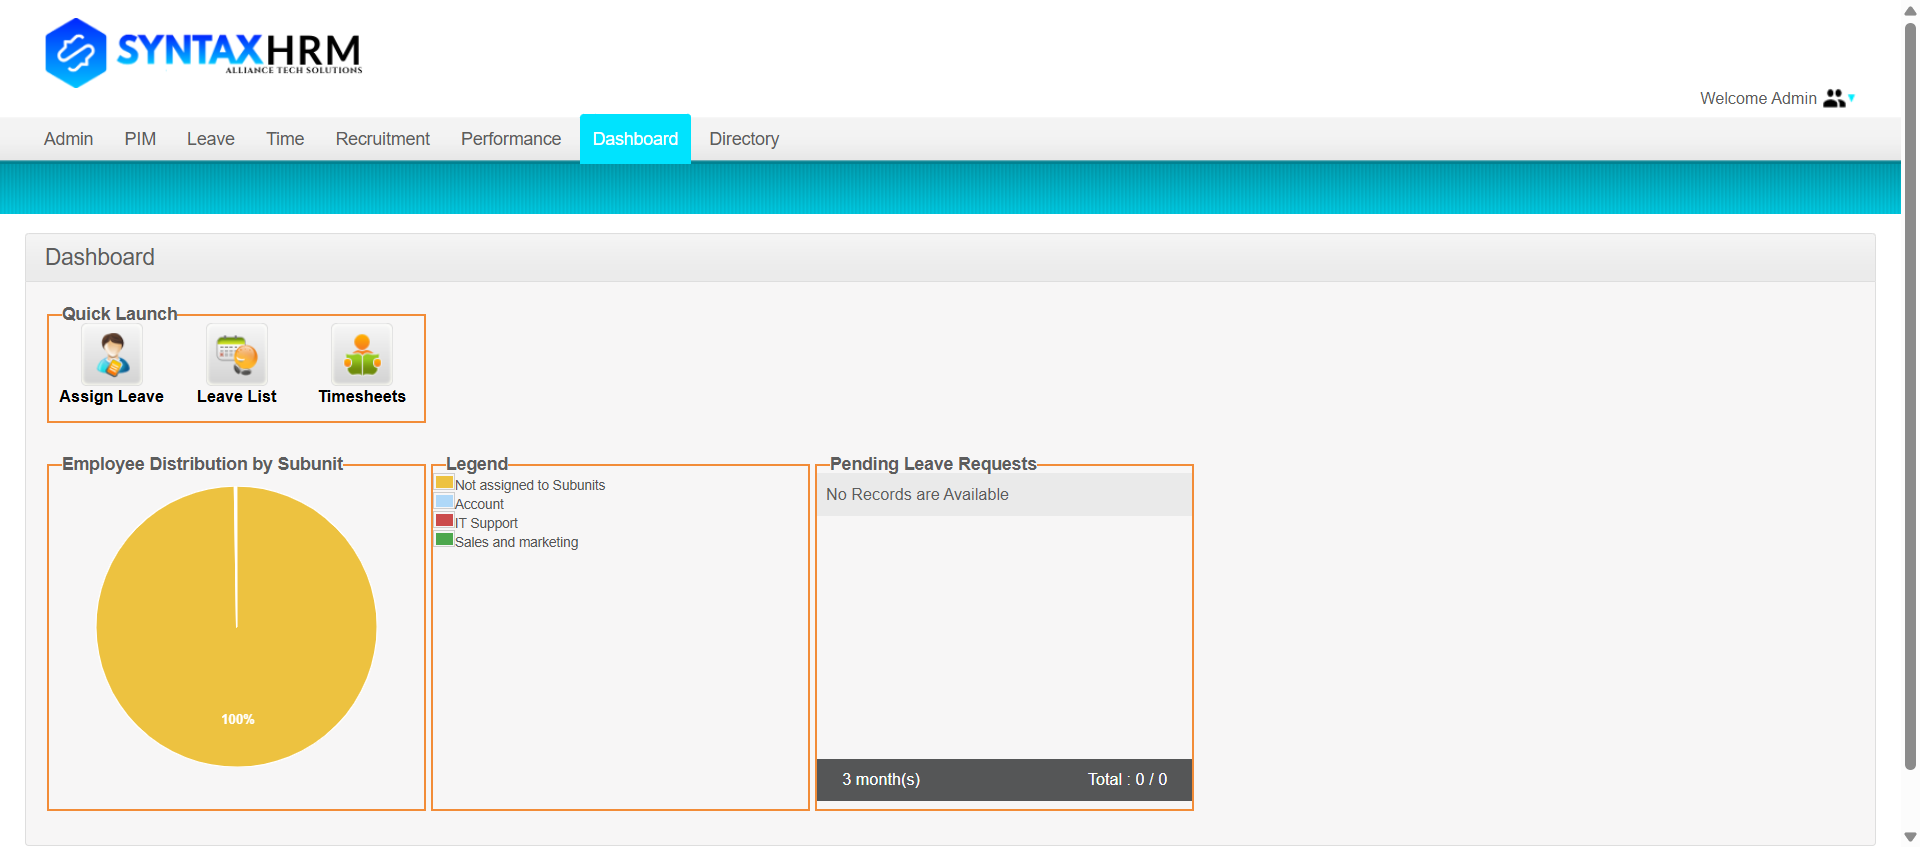 SYNTAXHRM
ALLIANCE TECH SOLUTIONS
Welcome Admin
Admin PIM Leave Time Recruitment Performance Dashboard Directory
Dashboard
Quick Launch
Assign Leave Leave List Timesheets
Employee Distribution by Subunit
100%
Legend
Not assigned to Subunits
Account
IT Support
Sales and marketing
Pending Leave Requests
No Records are Available
3 month(s) Total : 0 / 0